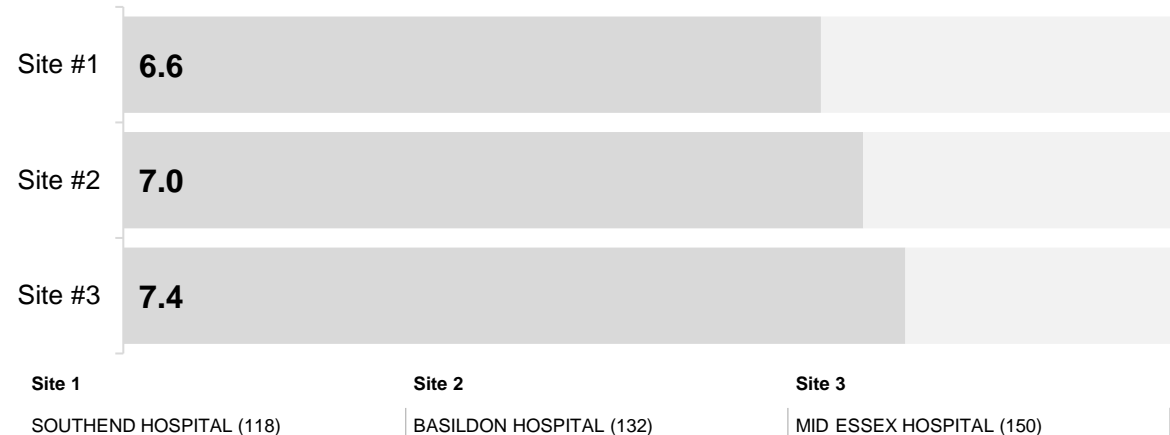 Site #1 6.6
Site #2 7.0
Site #3 7.4
Site 1 Site 2 Site 3
SOUTHEND HOSPITAL (118) BASILDON HOSPITAL (132) MID ESSEX HOSPITAL (150)